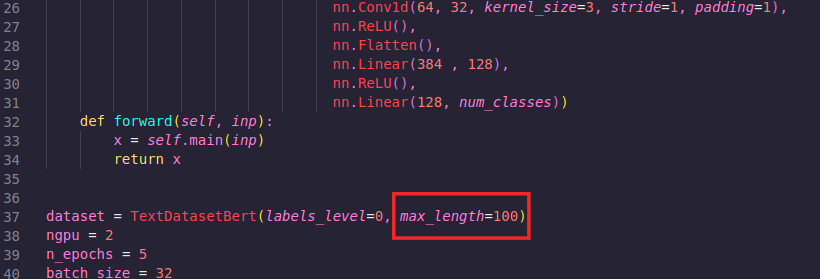 26 nn.Conv1d(64, 32, kernel_size=3, stride=1, padding=1),
27 nn.ReLU(),
28 nn.Flatten(),
29 nn.Linear(384 , 128),
30 nn.ReLU(),
31 nn.Linear(128, num_classes))
32 def forward(self, inp):
33 x = self.main(inp)
34 return x
35
36
37 dataset = TextDatasetBert(labels_level=0, max_length=100)
38 ngpu = 2
39 n_epochs = 5
40 batch_size = 32